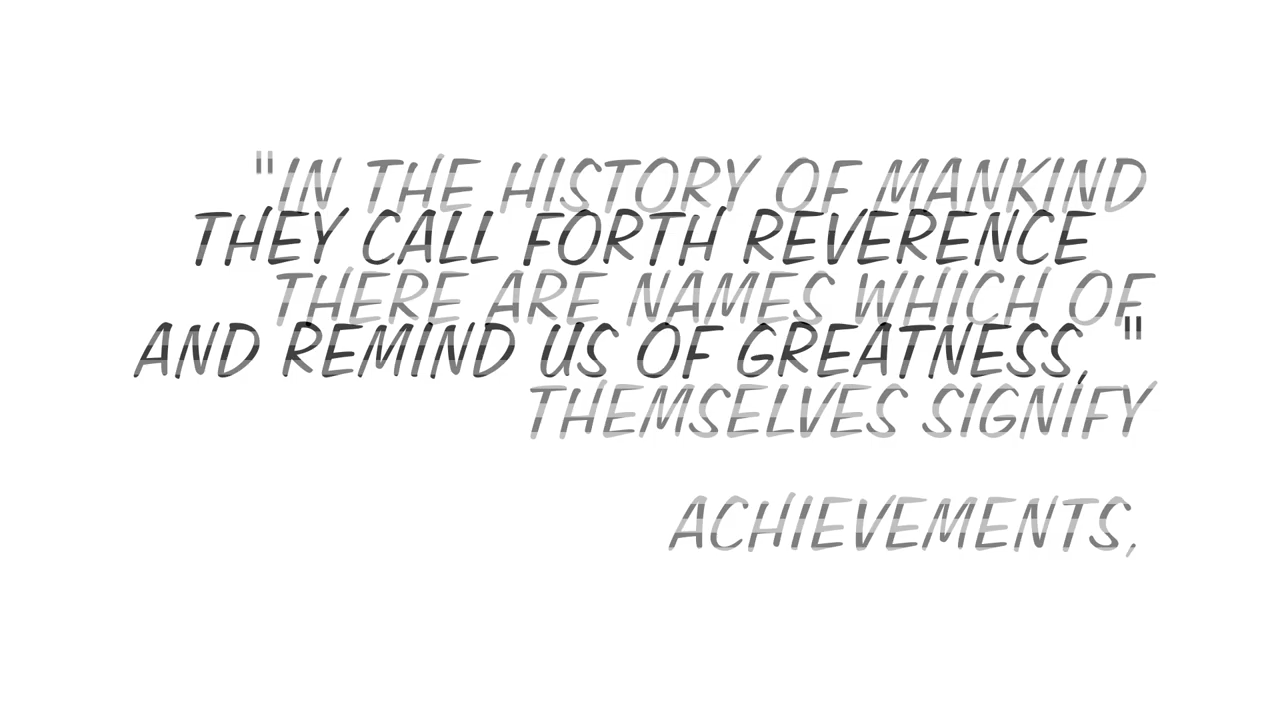 "IN THE HISTORY OF MANKIND
THEY CALL FORTH REVERENCE
THERE ARE NAMES WHICH OF
AND REMIND US OF GREATNESS, "
THEMSELVES SIGNIFY
ACHIEVEMENTS,